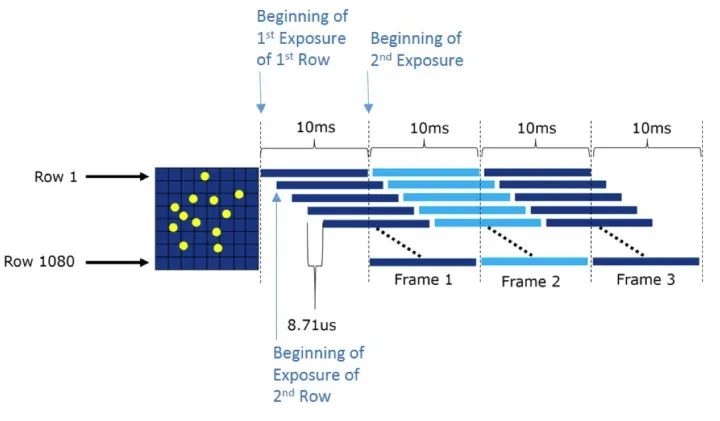 Beginning of
1st Exposure
of 1st Row
Beginning of
2nd Exposure
10ms
10ms
10ms
10ms
Row 1
Row 1080
Frame 1
Frame 2
Frame 3
8.71us
Beginning of
Exposure of
2nd Row